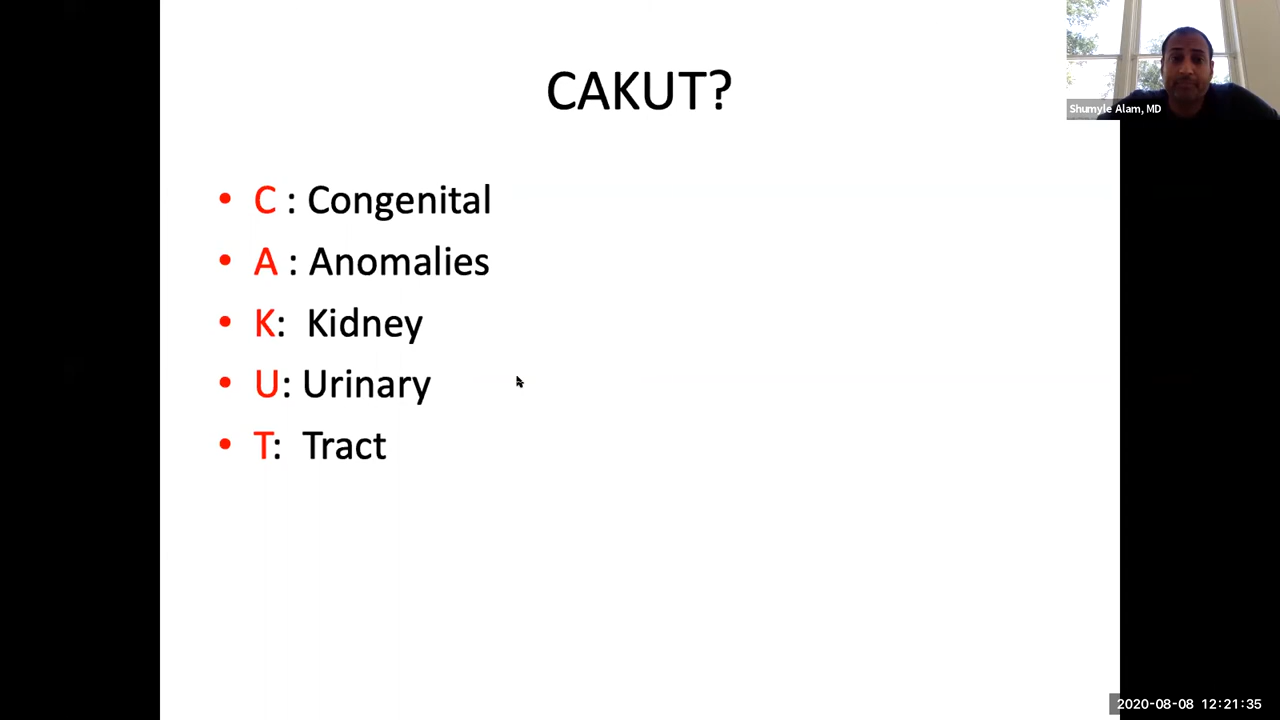 CAKUT?
Shumyle Alam, MD
• C : Congenital
• A : Anomalies
• K: Kidney
• U: Urinary
• T: Tract
2020-08-08 12:21:35